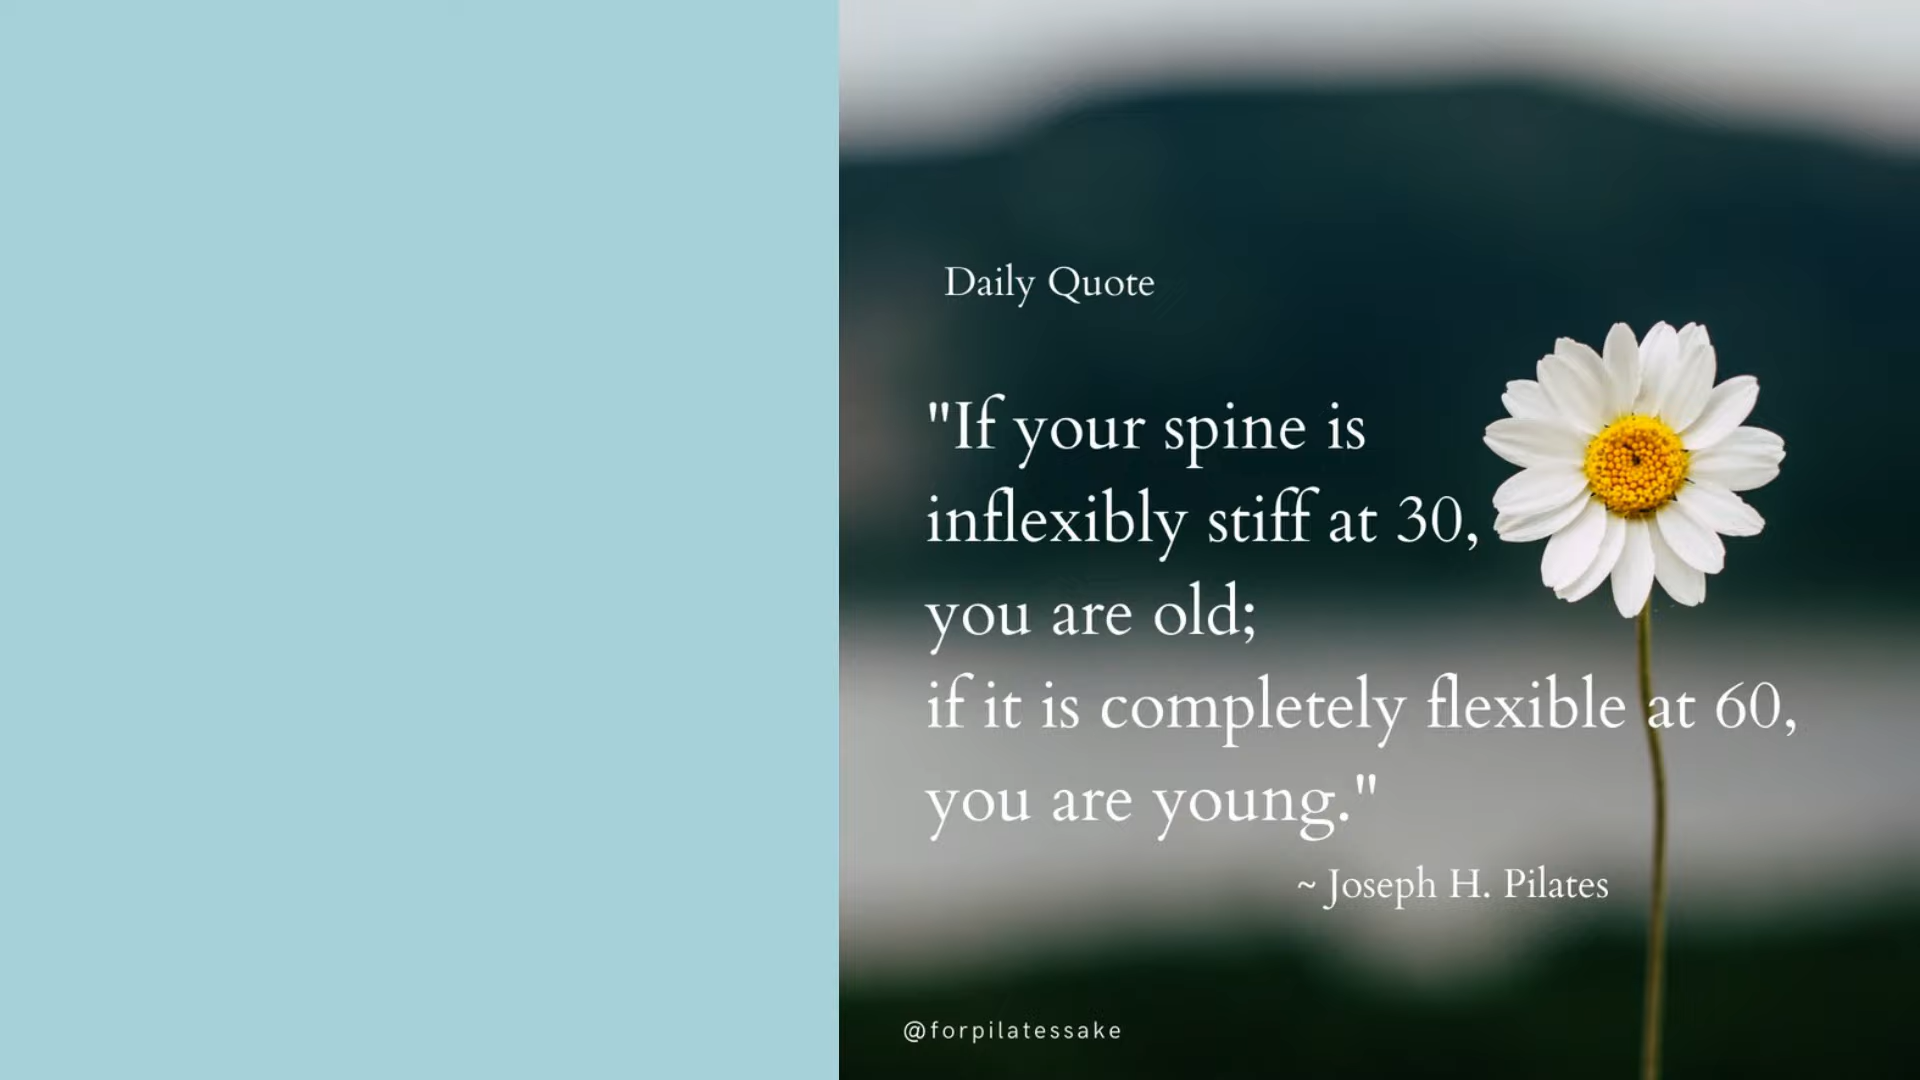 Daily Quote
"If your spine is
inflexibly stiff at 30,
you are old;
if it is completely flexible at 60,
you are young."
~ Joseph H. Pilates
@forpilatessake